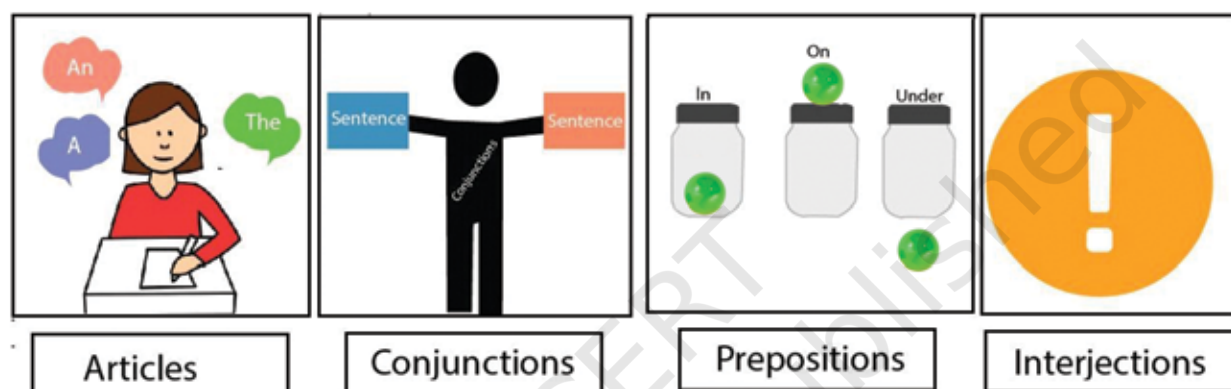 An
A
The
Sentence
Sentence
Conjunctions
In
On
Under
!
Articles
Conjunctions
Prepositions
Interjections